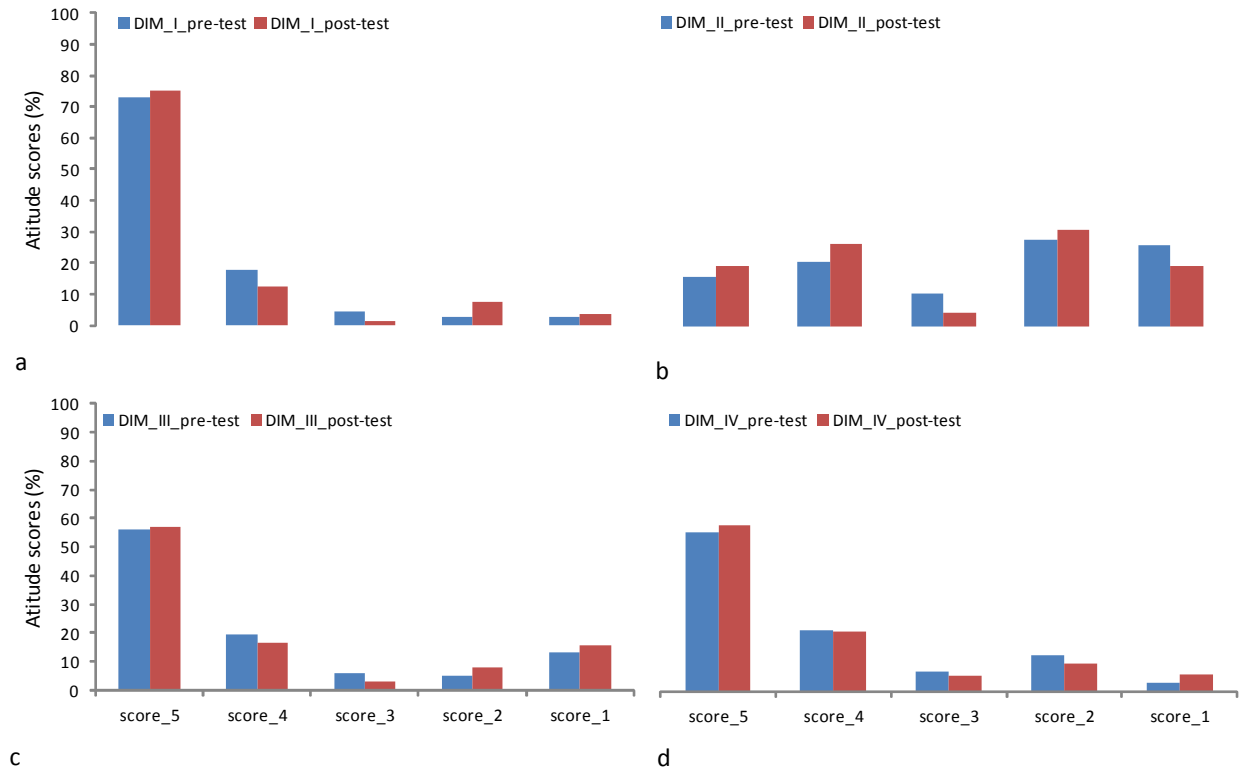 DIM_I_pre-test DIM_I_post-test
100
90
80
70
60
50
40
30
20
10
0
Atitude scores (%)
a
DIM_II_pre-test DIM_II_post-test
b
DIM_III_pre-test DIM_III_post-test
100
90
80
70
60
50
40
30
20
10
0
Atitude scores (%)
score_5 score_4 score_3 score_2 score_1
c
DIM_IV_pre-test DIM_IV_post-test
score_5 score_4 score_3 score_2 score_1
d